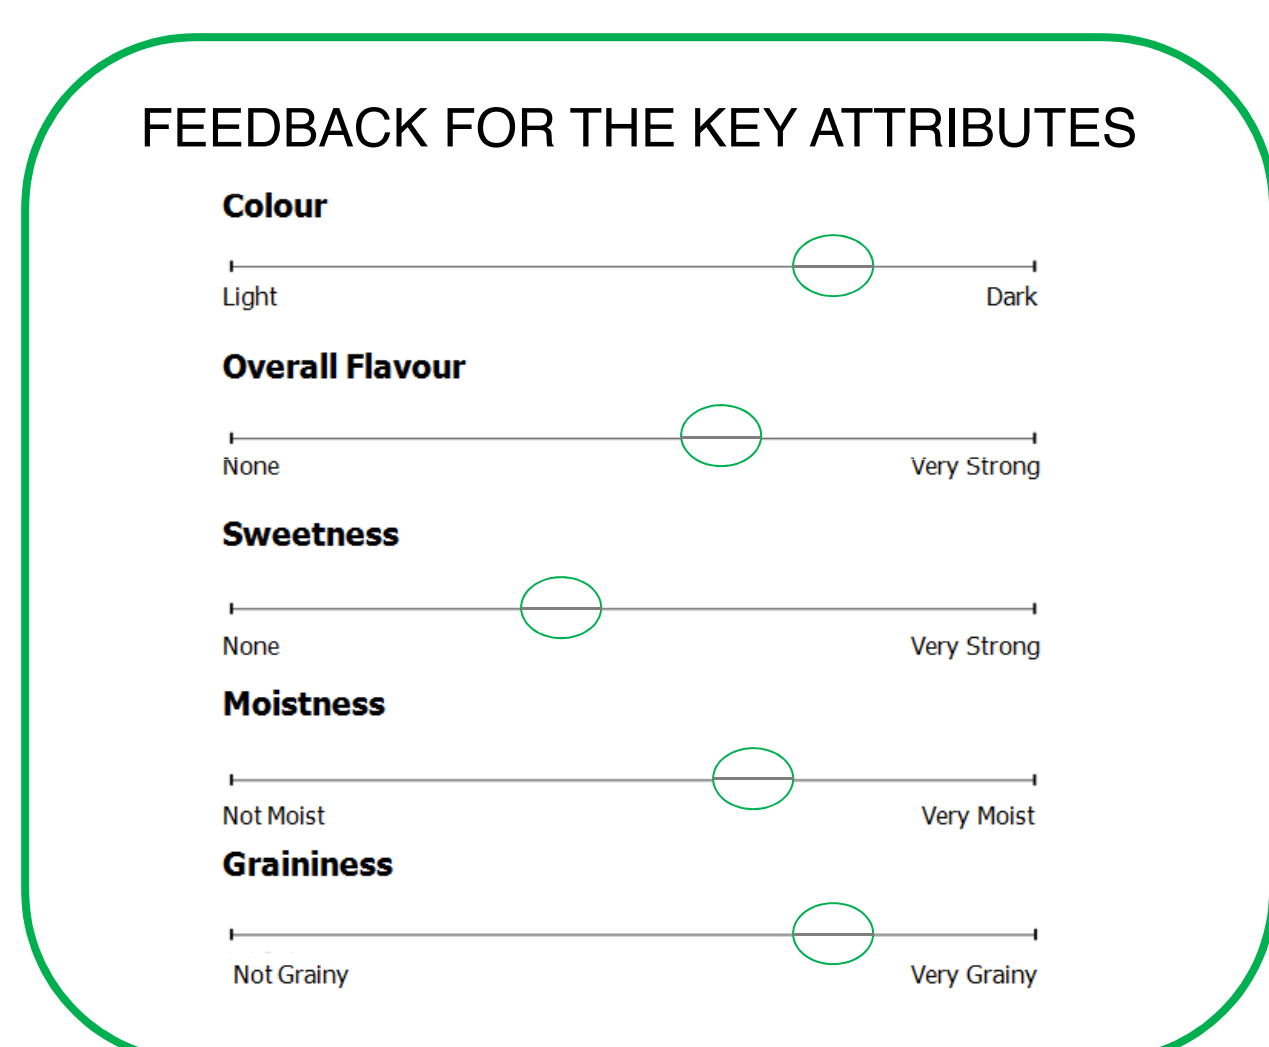 FEEDBACK FOR THE KEY ATTRIBUTES
Colour
Light Dark
Overall Flavour
None Very Strong
Sweetness
None Very Strong
Moistness
Not Moist Very Moist
Graininess
Not Grainy Very Grainy